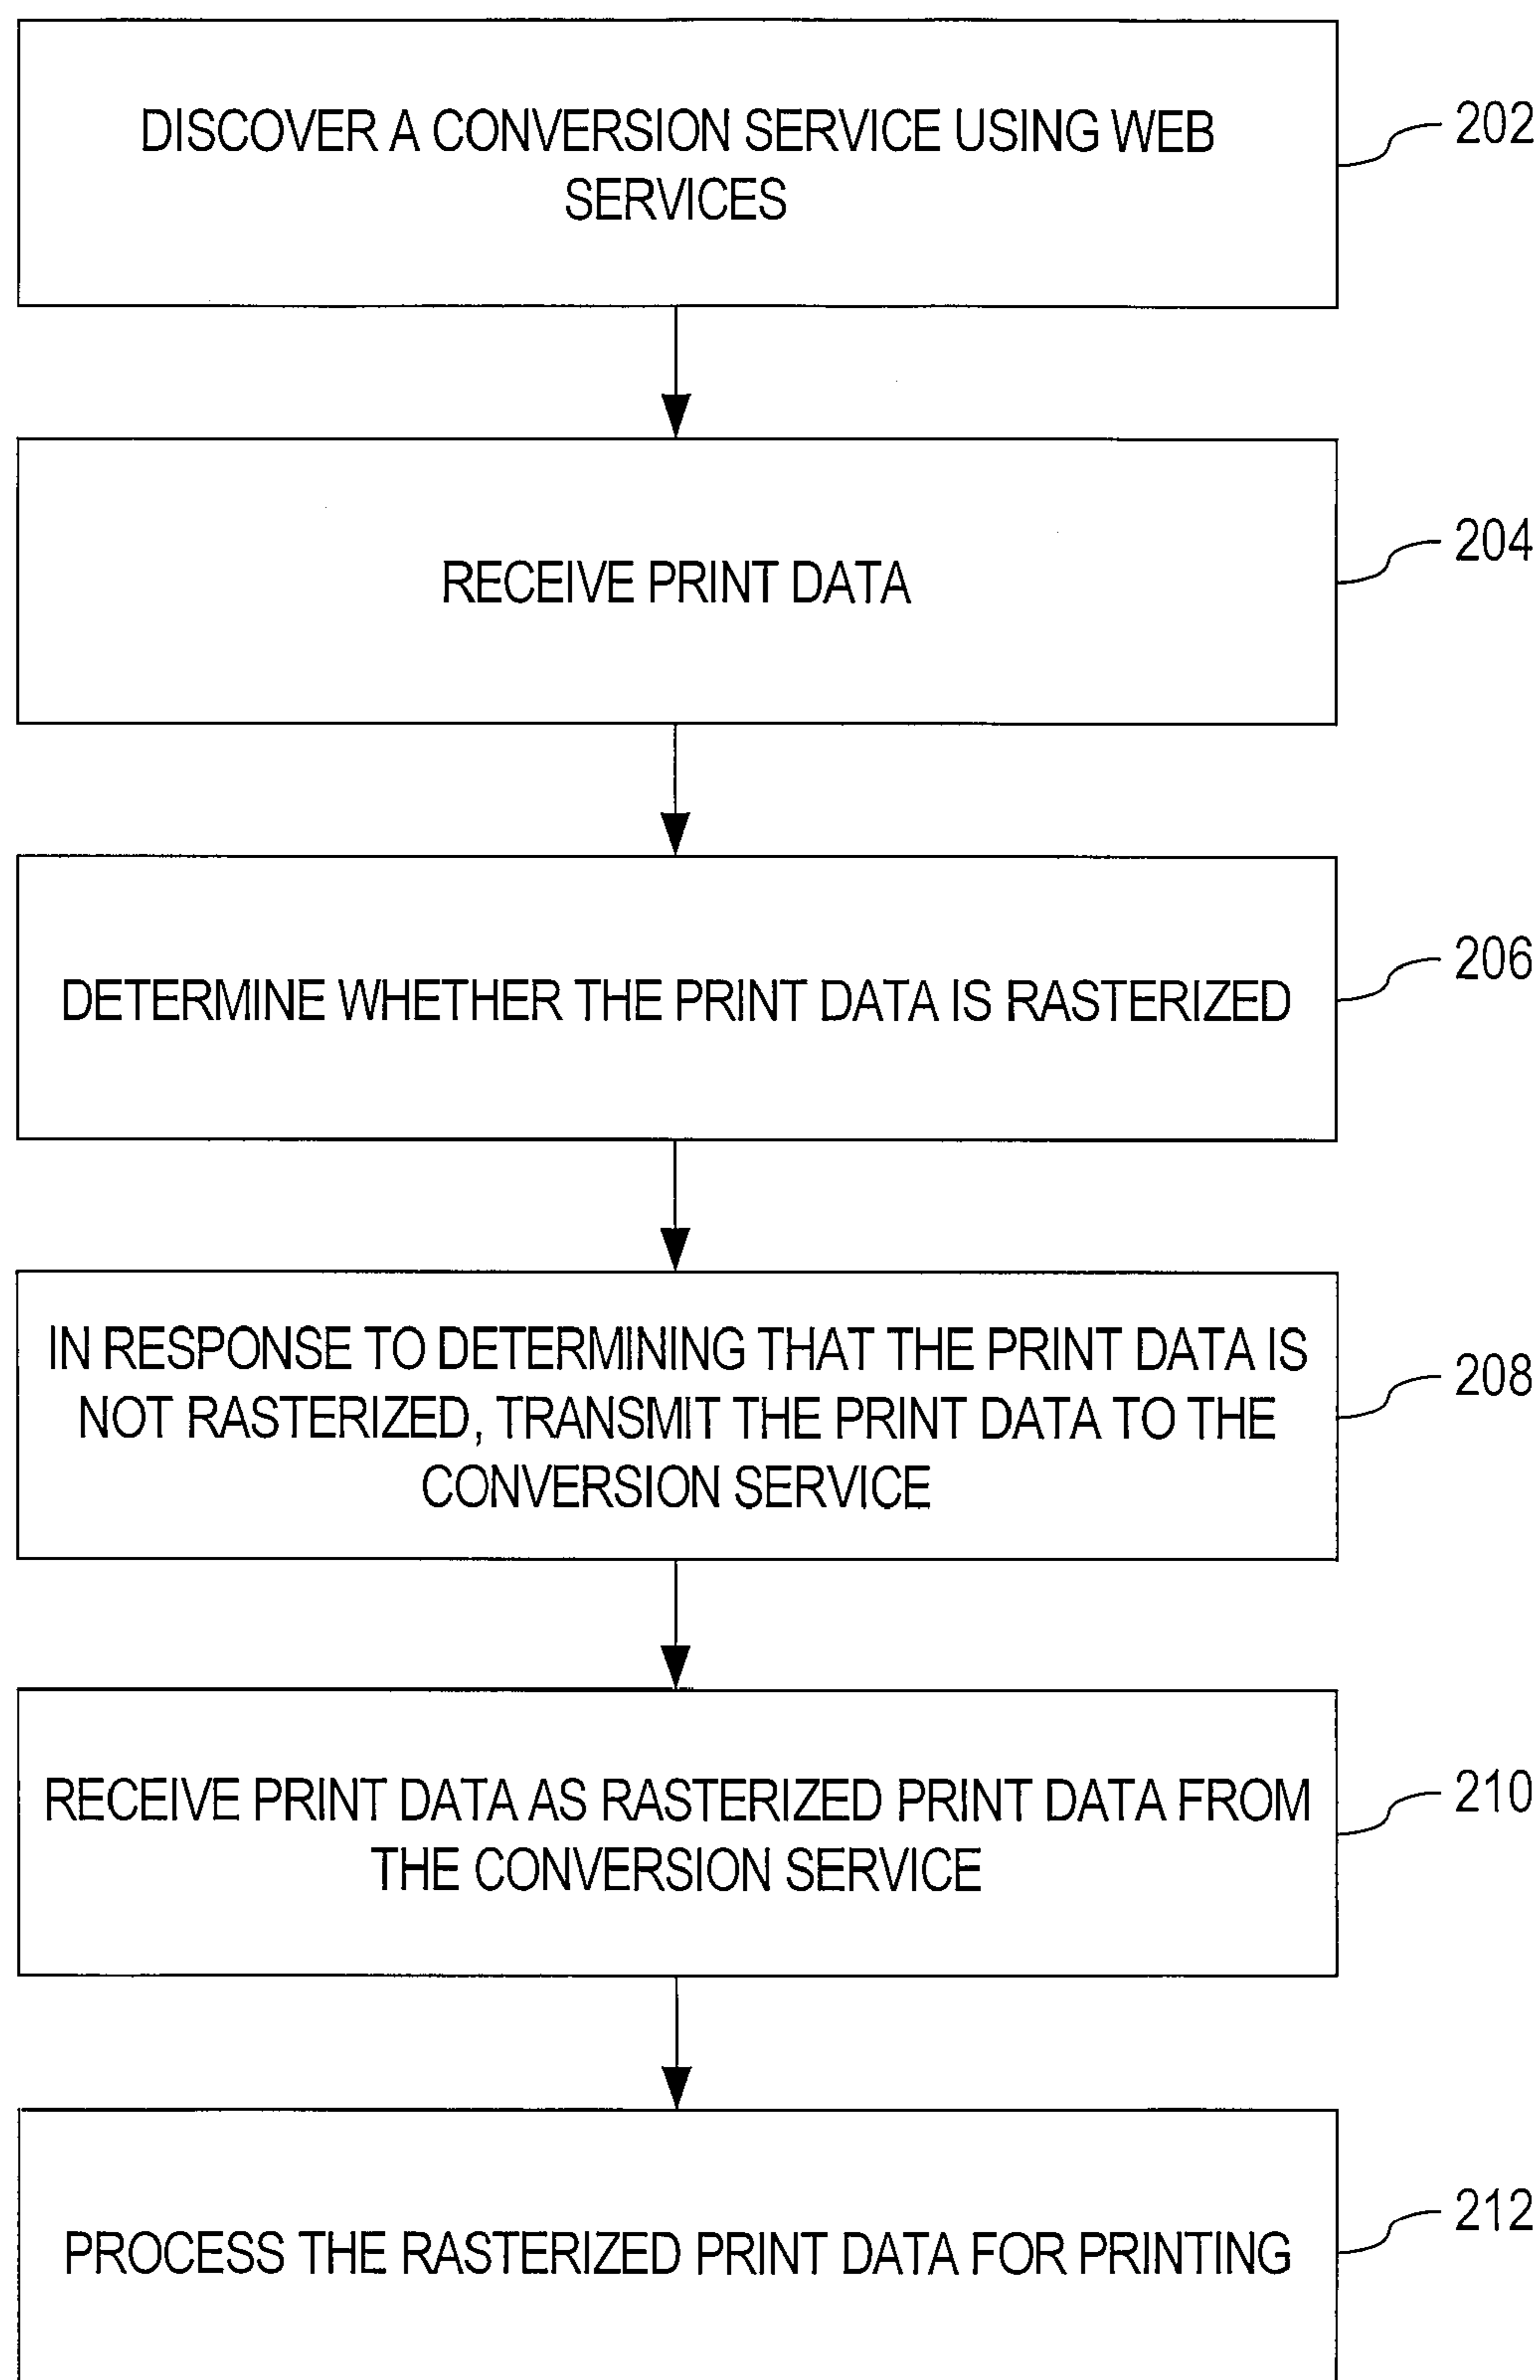 DISCOVER A CONVERSION SERVICE USING WEB
SERVICES
202
RECEIVE PRINT DATA
204
DETERMINE WHETHER THE PRINT DATA IS RASTERIZED
206
IN RESPONSE TO DETERMINING THAT THE PRINT DATA IS
NOT RASTERIZED, TRANSMIT THE PRINT DATA TO THE
CONVERSION SERVICE
208
RECEIVE PRINT DATA AS RASTERIZED PRINT DATA FROM
THE CONVERSION SERVICE
210
PROCESS THE RASTERIZED PRINT DATA FOR PRINTING
212